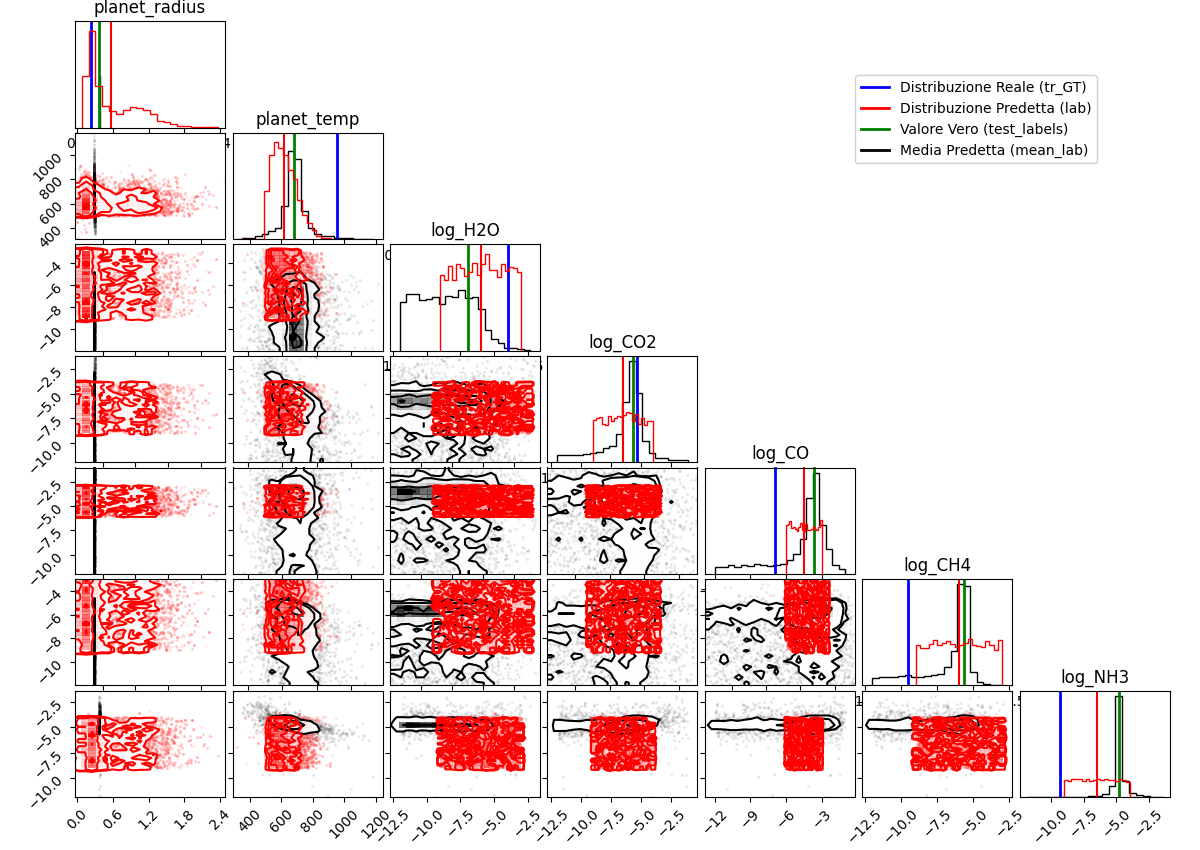 planet_radius
planet_temp
log_H2O
log_CO2
log_CO
log_CH4
log_NH3
Distribuzione Reale (tr_GT)
Distribuzione Predetta (lab)
Valore Vero (test_labels)
Media Predetta (mean_lab)
1000
800
600
400
−4
−6
−8
−10
−2.5
−5.0
−7.5
−10.0
−2.5
−5.0
−7.5
−10.0
−4
−6
−8
−10
−2.5
−5.0
−7.5
−10.0
0.0 0.6 1.2 1.8 2.4
400 600 800 1000 1200
−12.5 −10.0 −7.5 −5.0 −2.5
−10.0 −7.5 −5.0 −2.5
−12 −9 −6 −3
−12.5 −10.0 −7.5 −5.0 −2.5
−10.0 −7.5 −5.0 −2.5